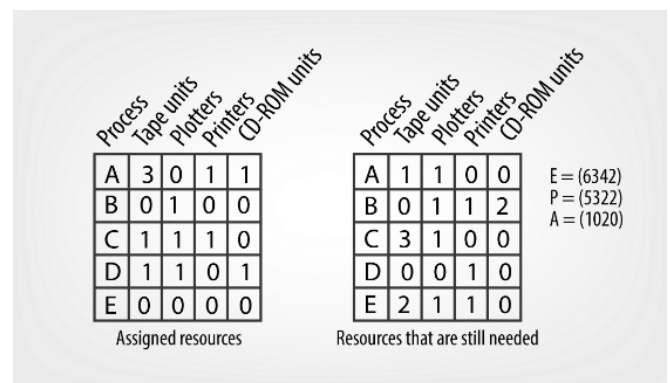 Process Tape units Plotters Printers CD-ROM units
A 3 0 1 1
B 0 1 0 0
C 1 1 1 0
D 1 1 0 1
E 0 0 0 0
Assigned resources
Process Tape units Plotters Printers CD-ROM units
A 1 1 0 0
B 0 1 1 2
C 3 1 0 0
D 0 0 1 0
E 2 1 1 0
Resources that are still needed
E = (6342)
P = (5322)
A = (1020)